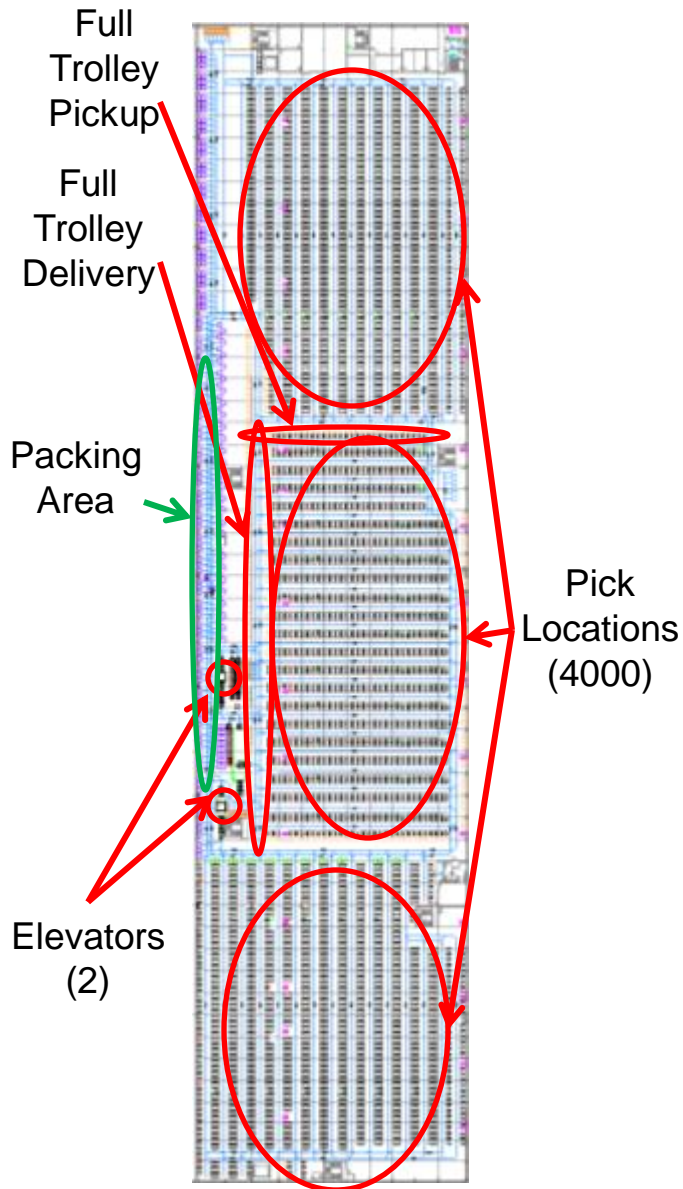 Full
Trolley
Pickup
Full
Trolley
Delivery
Packing
Area
Pick
Locations
(4000)
Elevators
(2)